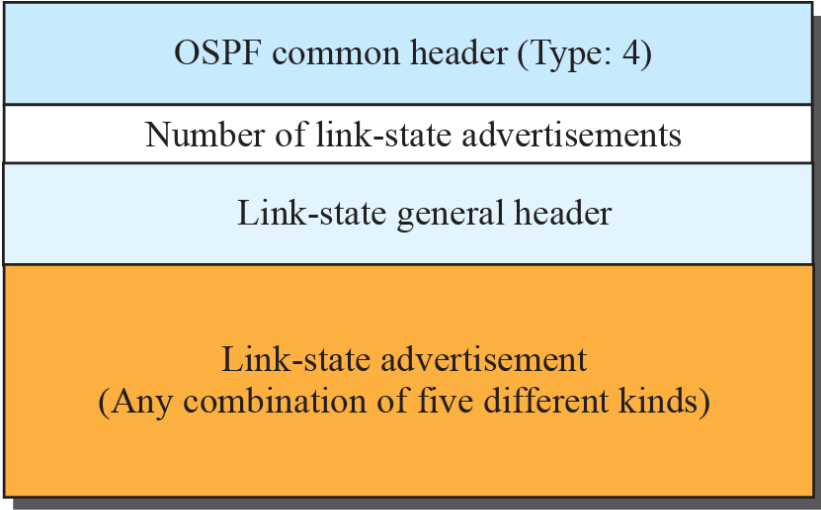 OSPF common header (Type: 4)
Number of link-state advertisements
Link-state general header
Link-state advertisement
(Any combination of five different kinds)